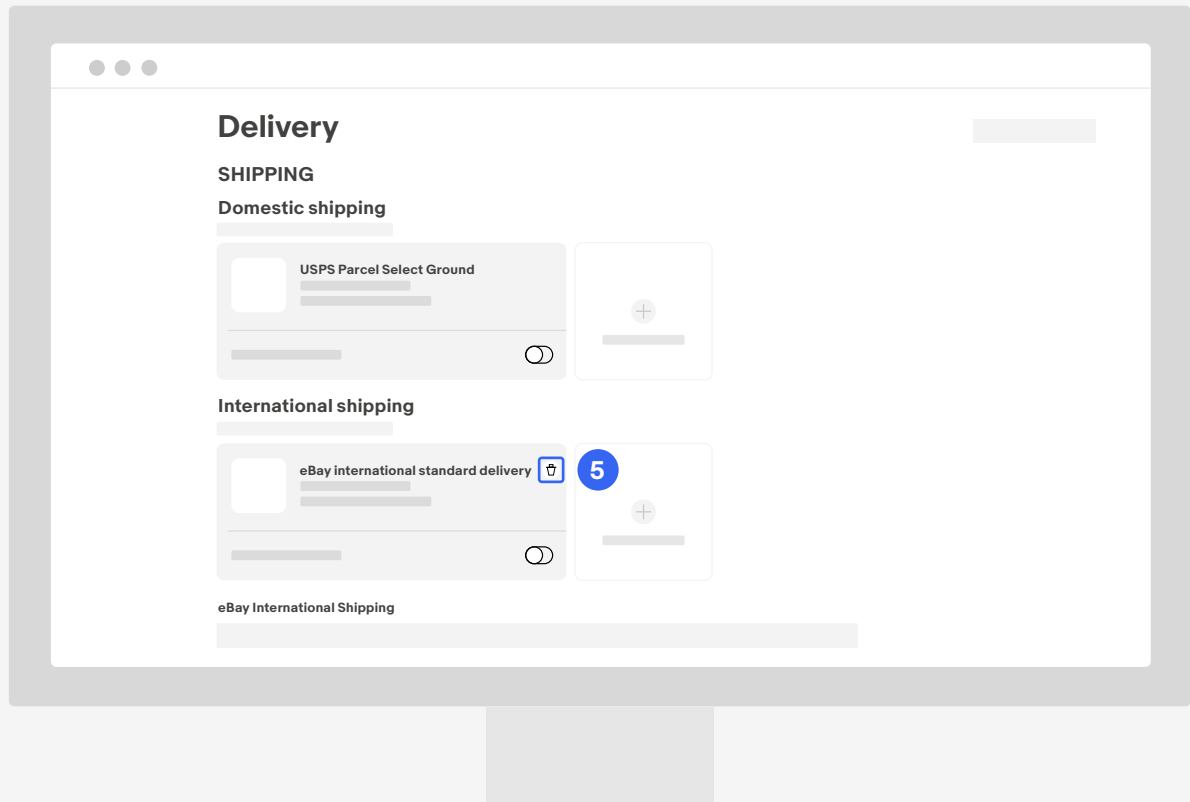 Delivery
SHIPPING
Domestic shipping
USPS Parcel Select Ground
International shipping
eBay international standard delivery
5
eBay International Shipping